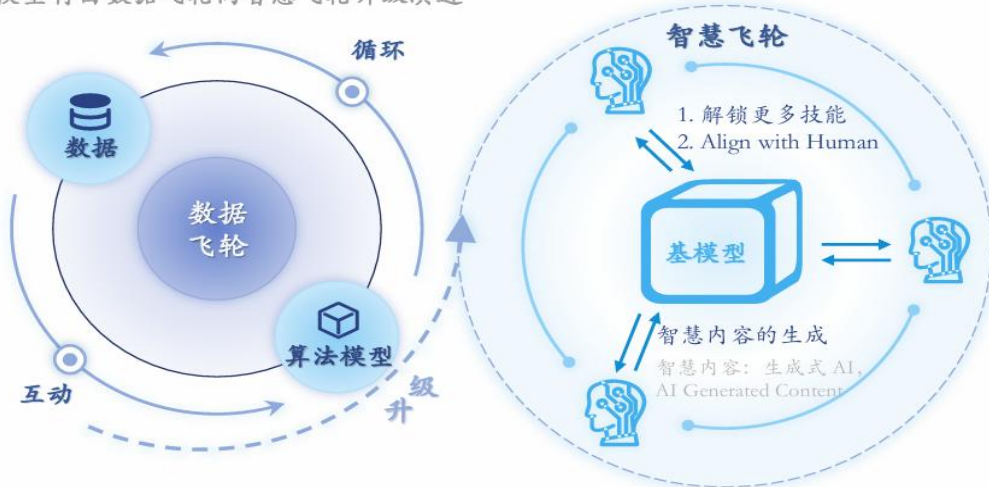 循环
数据
数据
飞轮
算法模型
互动
升级
智慧飞轮
1. 解锁更多技能
2. Align with Human
基模型
智慧内容的生成
智慧内容：生成式 AI，
AI Generated Content